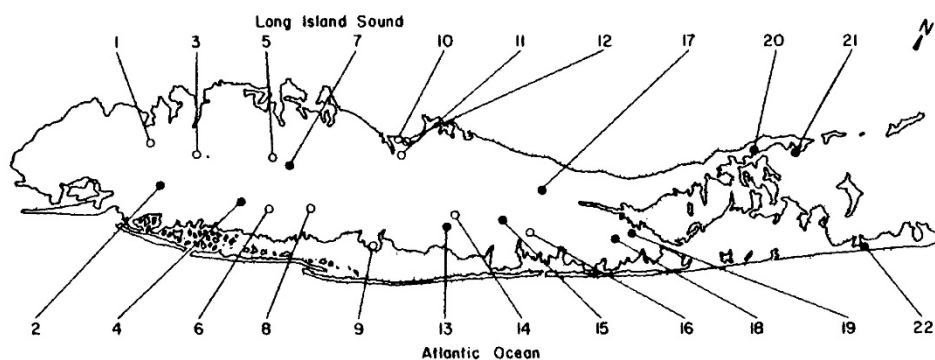 Long Island Sound
1 3 5 7 10 11 12 17 20 21
N
2 4 6 8 9 13 14 15 16 18 19 22
Atlantic Ocean